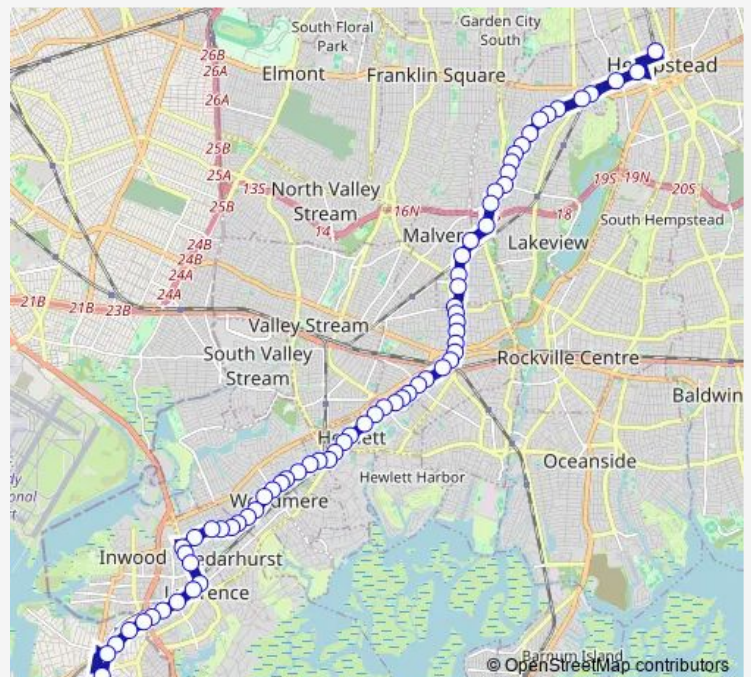 South Floral
Park
Garden City
South
26B
26A
Elmont
Franklin Square
26A
25B
25A
25B
13S
North Valley
Stream
16N
14
18
19S
19N
20S
South Hempstead
Lakeview
24B
24B
24A
24A
21B
21B
23B
Valley Stream
South Valley
Stream
Rockville Centre
Baldwin
Oceanside
Hewlett Harbor
Inwood
Barnum Island
© OpenStreetMap contributors